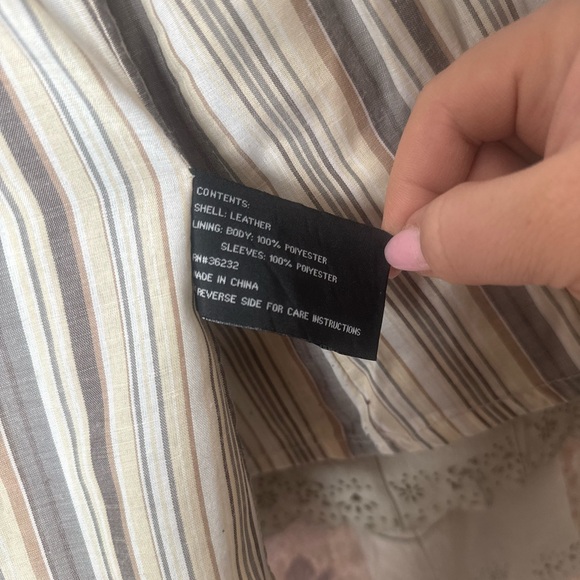 CONTENTS:
SHELL: LEATHER
LINING: BODY: 100% POLYESTER
SLEEVES: 100% POLYESTER
RN#36232
MADE IN CHINA
REVERSE SIDE FOR CARE INSTRUCTIONS